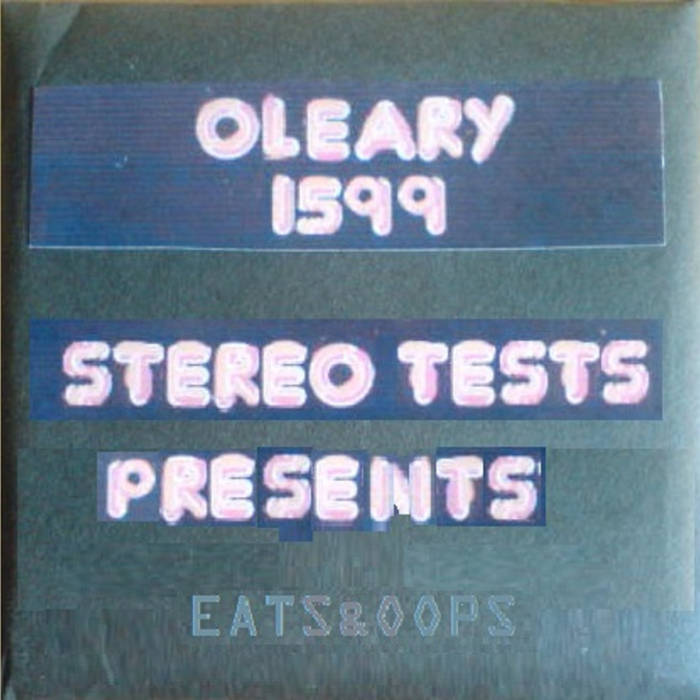 OLEARY
1599
STEREO TESTS
PRESENTS
EATS&OOPS